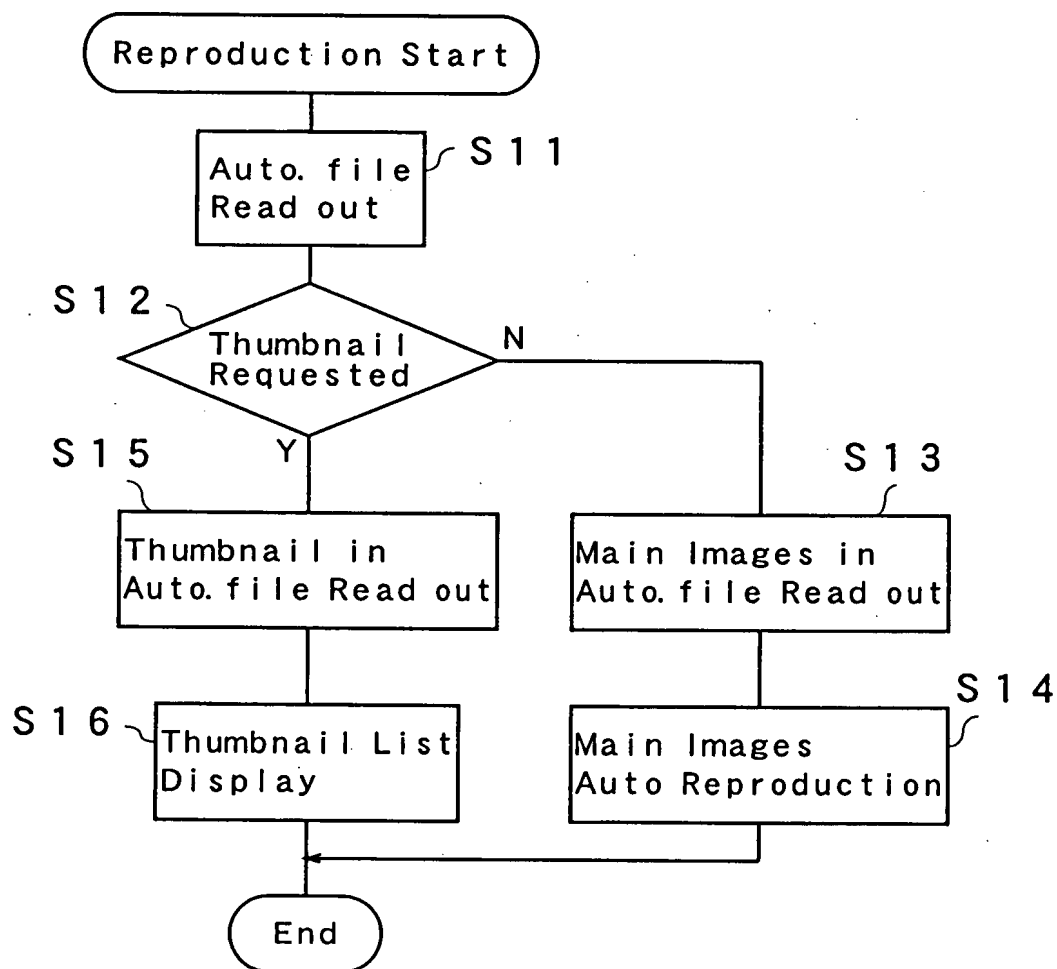 Reproduction Start
S11
Auto. file
Read out
S12
Thumbnail
Requested
N
Y
S15
S13
Thumbnail in
Auto. file Read out
Main Images in
Auto. file Read out
S16
S14
Thumbnail List
Display
Main Images
Auto Reproduction
End